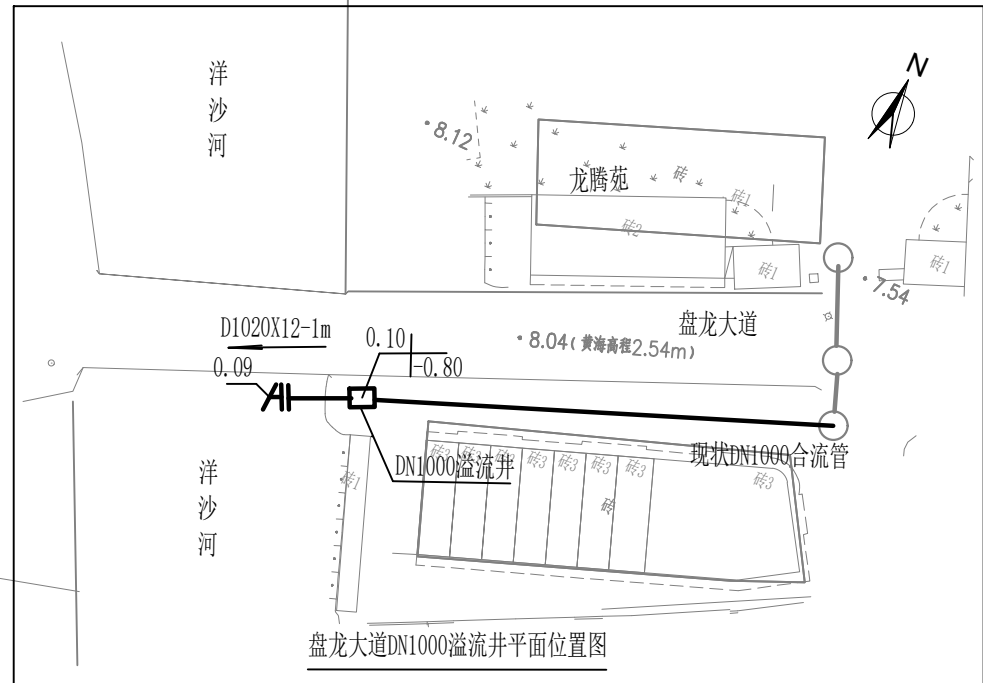 洋沙河
N
8.12
龙腾苑
砖
砖1
砖2
砖1
砖1
7.54
盘龙大道
D1020X12-1m
0.10
8.04(黄海高程2.54m)
0.09
-0.80
现状DN1000合流管
DN1000溢流井
砖3
砖3
砖3
砖3
砖3
砖3
砖3
砖3
砖1
砖
洋沙河
盘龙大道DN1000溢流井平面位置图